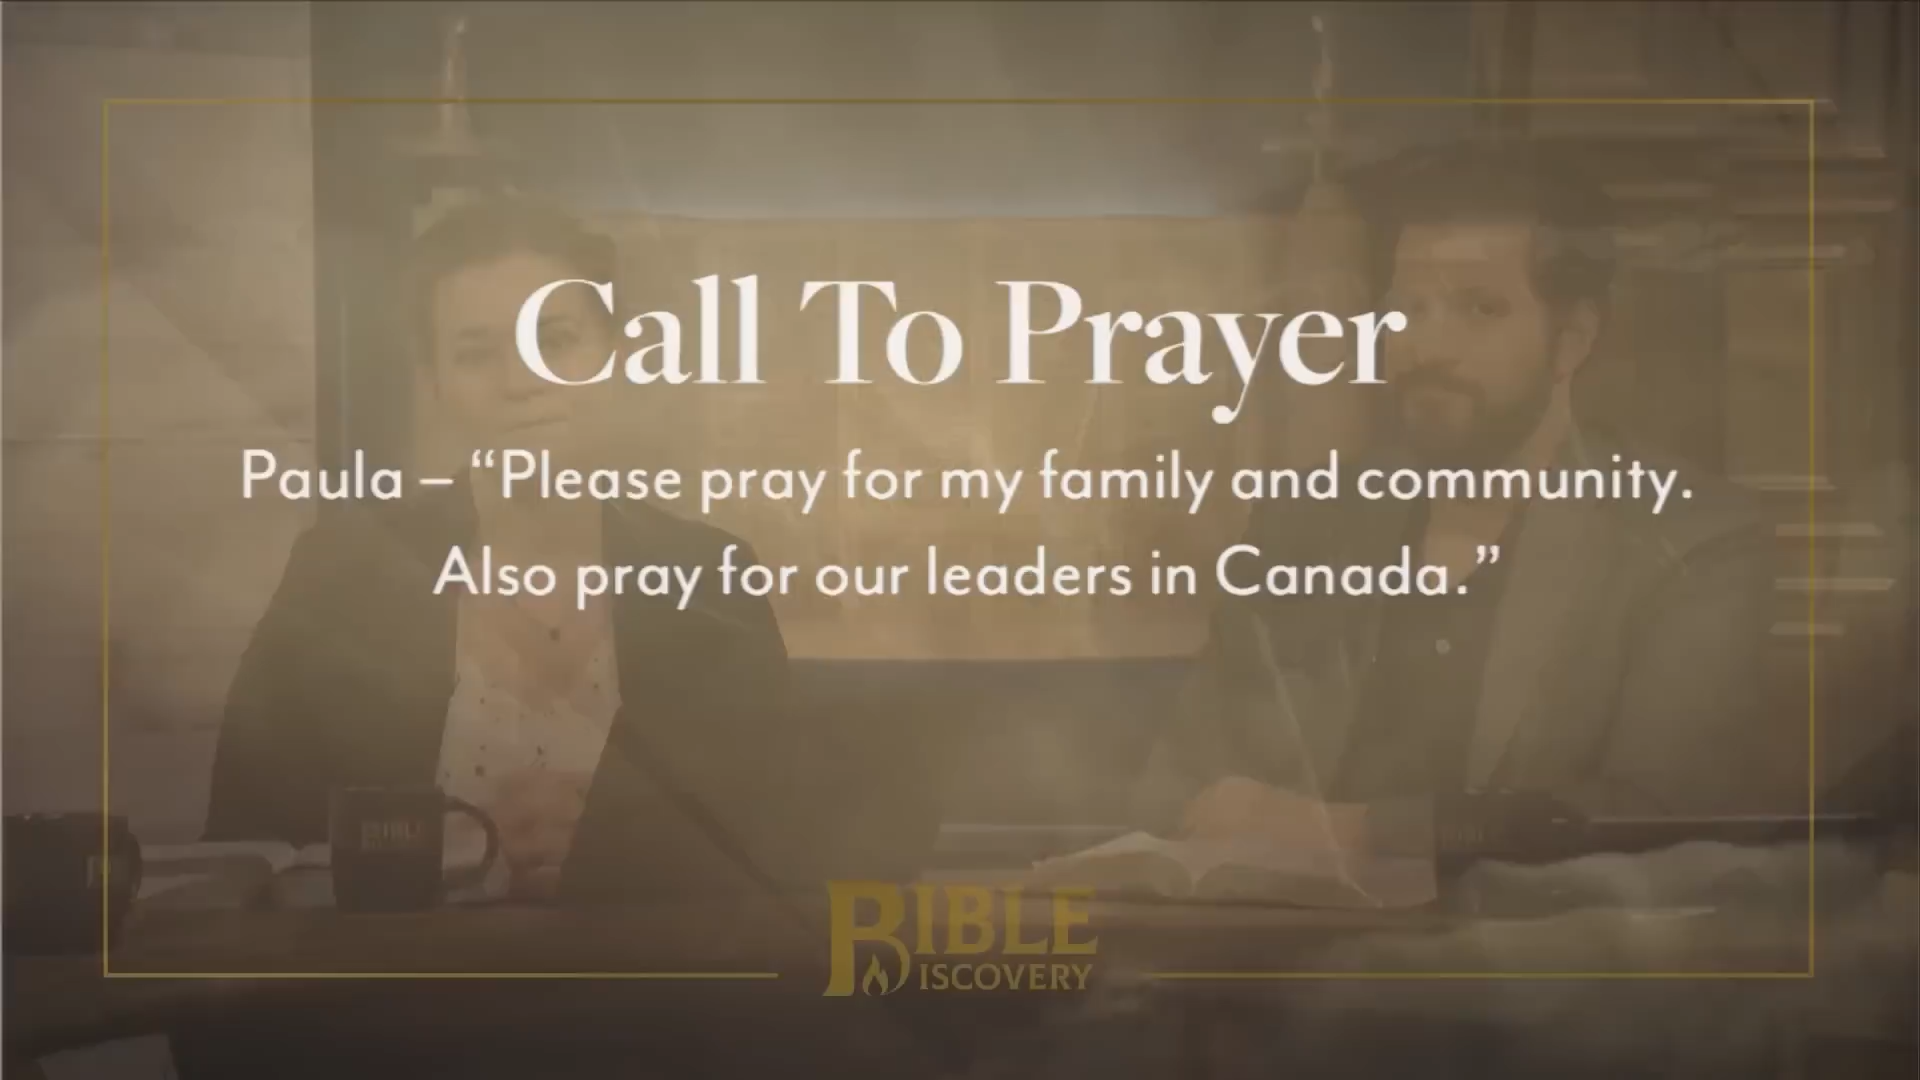 Call To Prayer
Paula – “Please pray for my family and community.
Also pray for our leaders in Canada.”
BIBLE
BIBLE
DISCOVERY